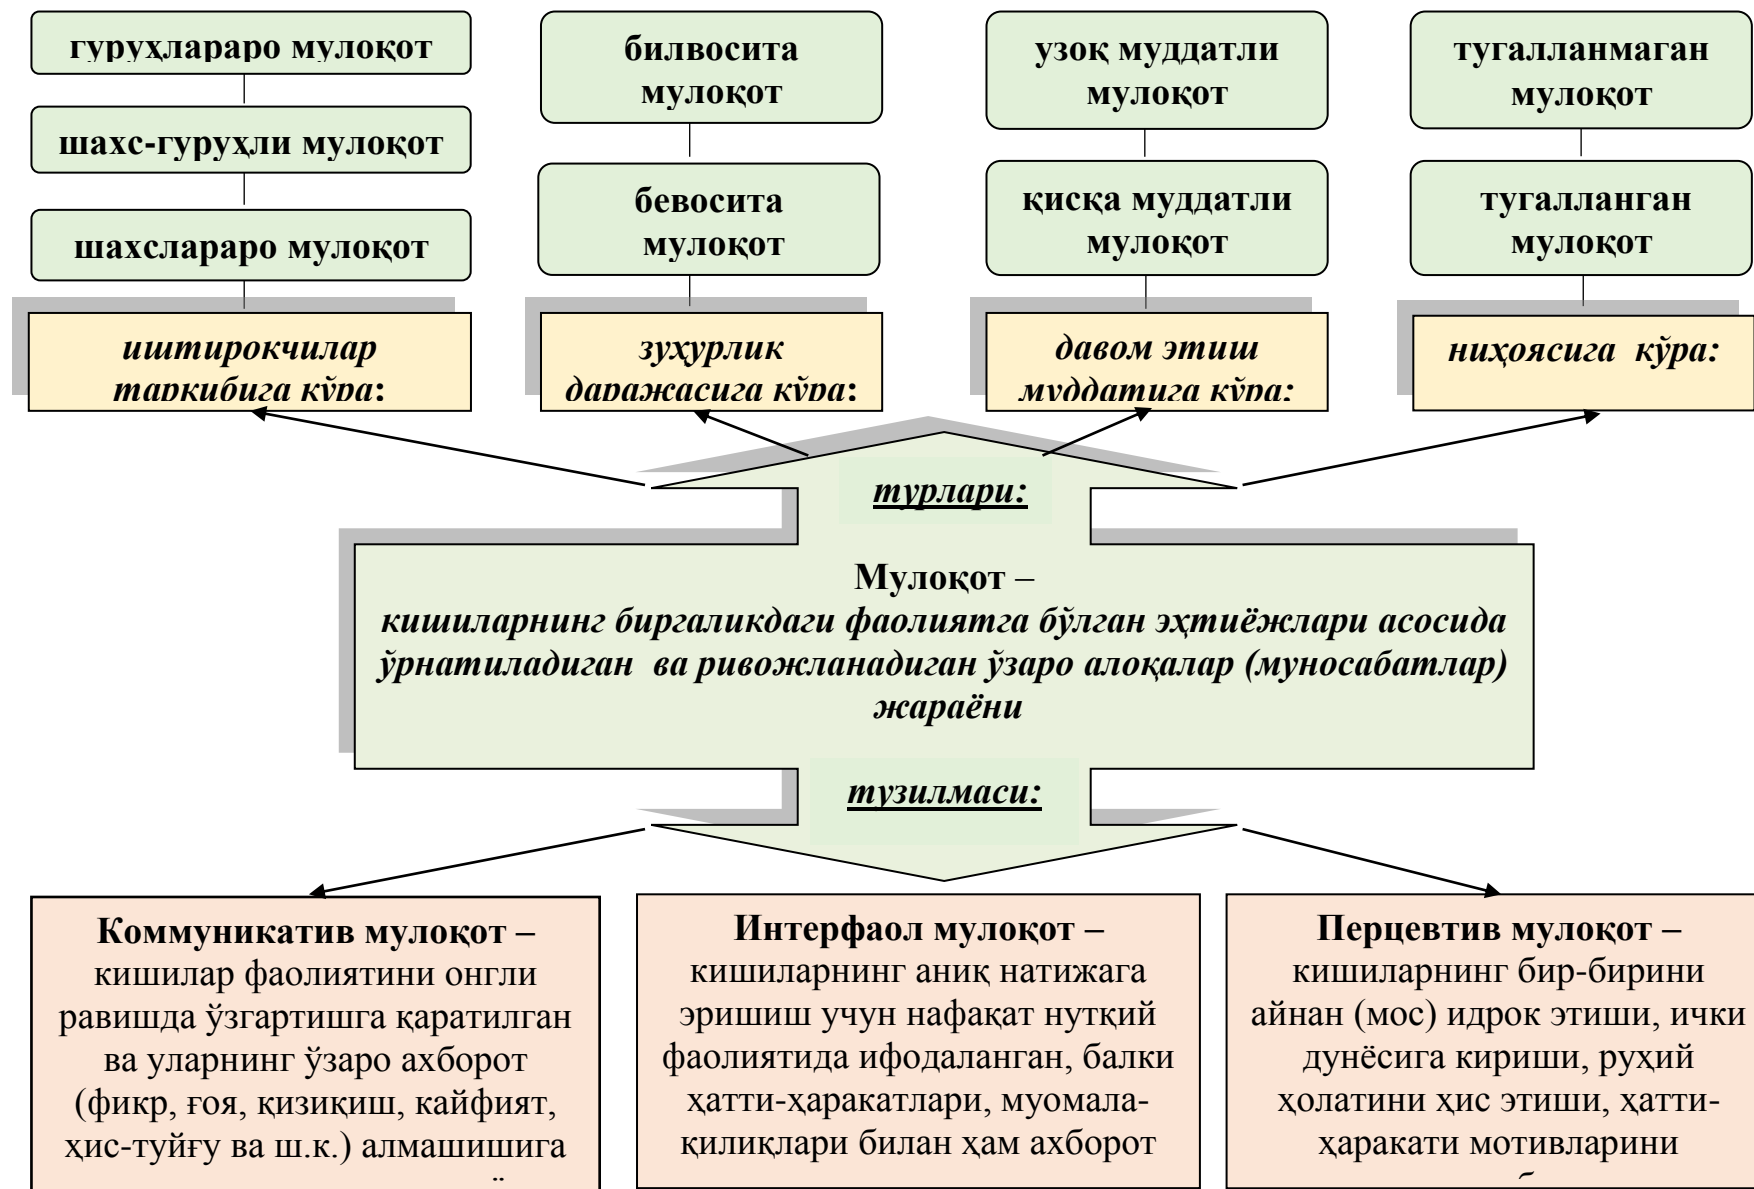 гуруҳлараро мулоқот
шахс-гуруҳли мулоқот
шахслараро мулоқот
иштирокчилар
таркибига кўра:
билвосита
мулоқот
бевосита
мулоқот
зуҳурлик
даражасига кўра:
узоқ муддатли
мулоқот
қисқа муддатли
мулоқот
давом этиш
муддатига кўра:
тугалланмаган
мулоқот
тугалланган
мулоқот
ниҳоясига кўра:
турлари:
Мулоқот –
кишиларнинг биргаликдаги фаолиятга бўлган эҳтиёжлари асосида
ўрнатиладиган ва ривожланадиган ўзаро алоқалар (муносабатлар)
жараёни
тузилмаси:
Коммуникатив мулоқот –
кишилар фаолиятини онгли
равишда ўзгартишга қаратилган
ва уларнинг ўзаро ахборот
(фикр, ғоя, қизиқиш, кайфият,
ҳис-туйғу ва ш.к.) алмашишига
Интерфаол мулоқот –
кишиларнинг аниқ натижага
эришиш учун нафақат нутқий
фаолиятида ифодаланган, балки
ҳатти-ҳаракатлари, муомала-
қилиқлари билан ҳам ахборот
Перцевтив мулоқот –
кишиларнинг бир-бирини
айнан (мос) идрок этиши, ички
дунёсига кириши, руҳий
ҳолатини ҳис этиши, ҳатти-
ҳаракати мотивларини